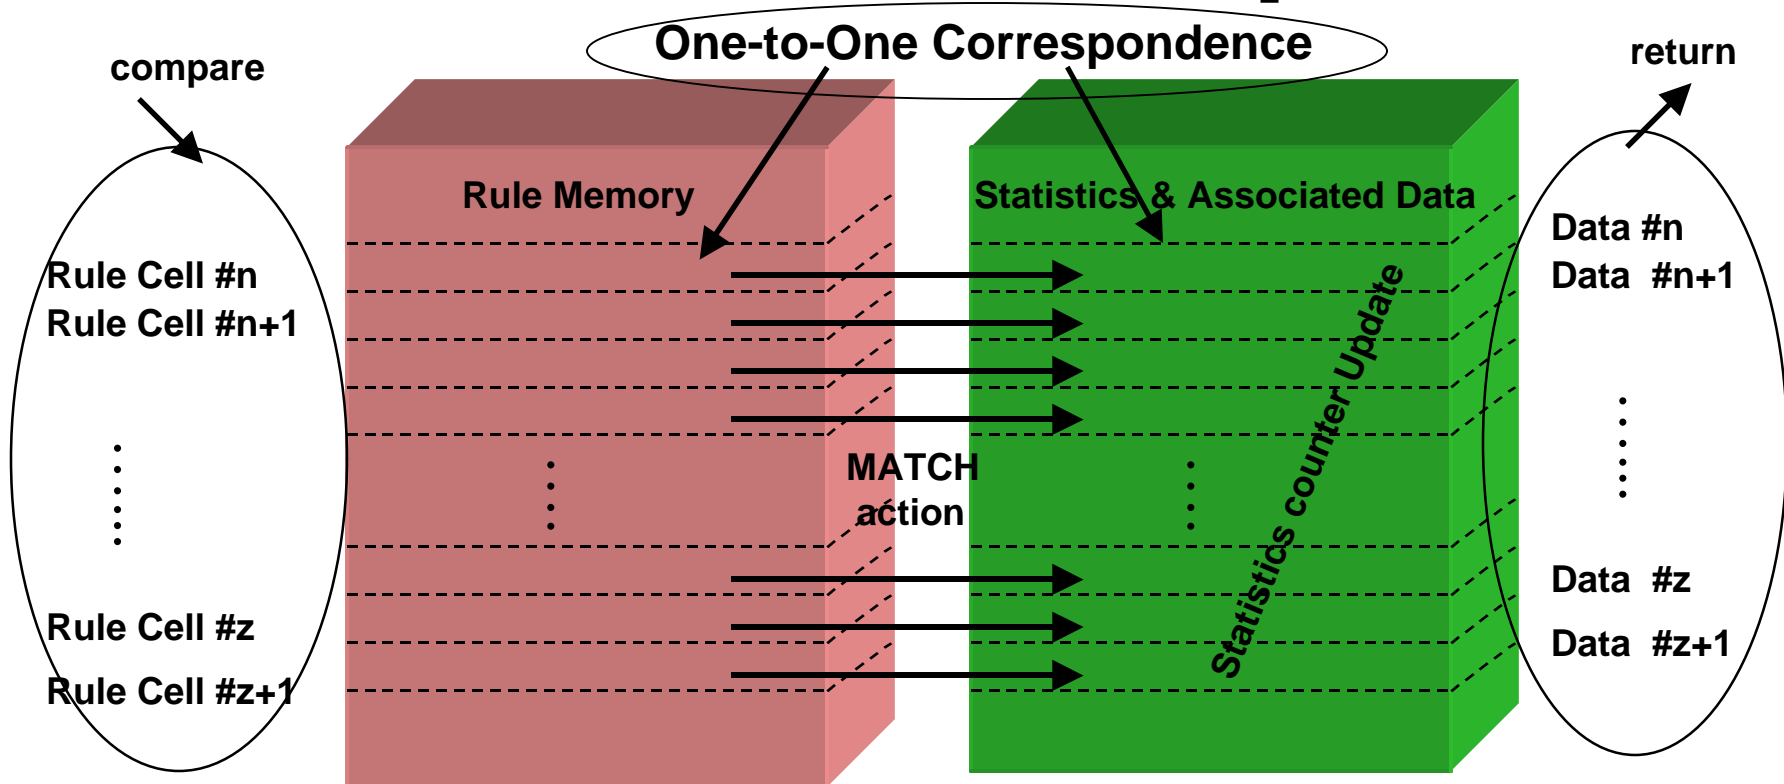 One-to-One Correspondence
compare
return
Rule Memory
Statistics & Associated Data
Rule Cell #n
Rule Cell #n+1
Data #n
Data #n+1
MATCH
action
Statistics counter Update
Rule Cell #z
Rule Cell #z+1
Data #z
Data #z+1